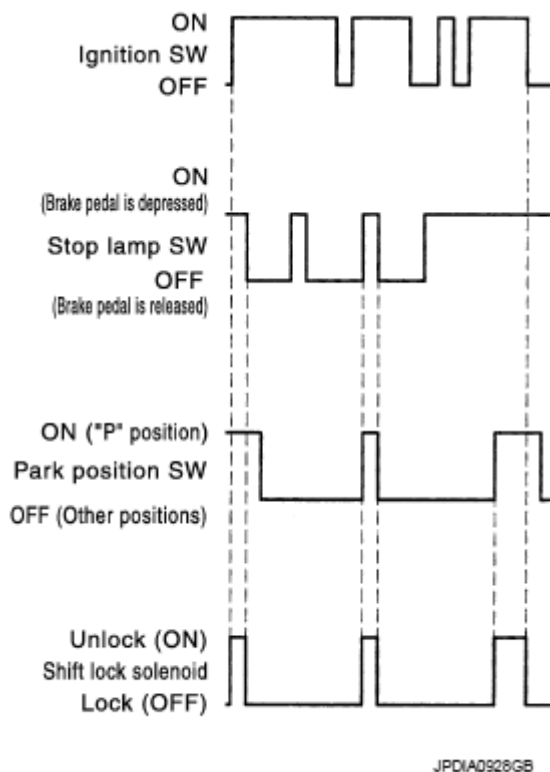 ON
Ignition SW
OFF
ON
(Brake pedal is depressed)
Stop lamp SW
OFF
(Brake pedal is released)
ON ("P" position)
Park position SW
OFF (Other positions)
Unlock (ON)
Shift lock solenoid
Lock (OFF)
JPDIA0928GB